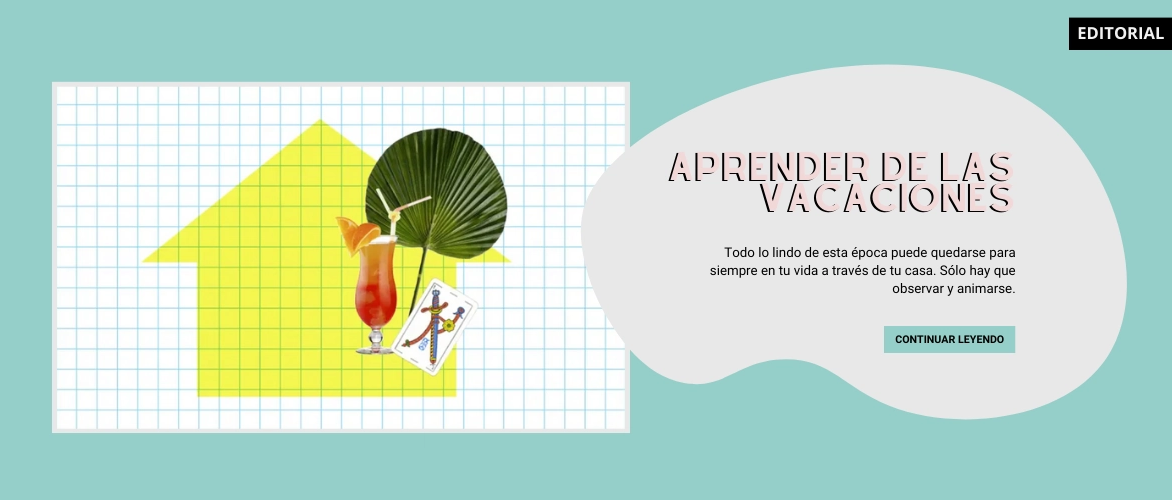 EDITORIAL
APRENDER DE LAS
VACACIONES
Todo lo lindo de esta época puede quedarse para
siempre en tu vida a través de tu casa. Sólo hay que
observar y animarse.
CONTINUAR LEYENDO